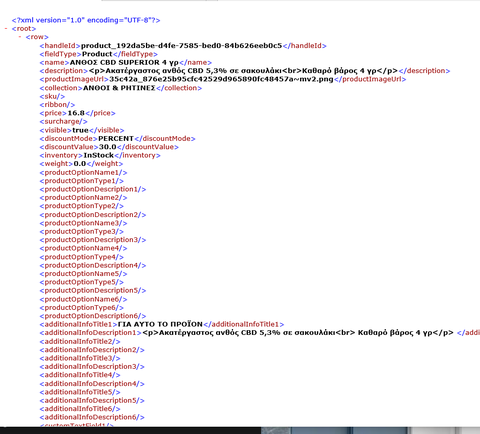 <?xml version="1.0" encoding="UTF-8"?>
- <root>
- <row>
<handleId>product_192da5be-d4fe-7585-bed0-84b626eeb0c5</handleId>
<fieldType>Product</fieldType>
<name>ΑΝΘΟΣ CBD SUPERIOR 4 γρ</name>
<description><p>Ακατέργαστος ανθός CBD 5,3% σε σακουλάκι<br>Καθαρό βάρος 4 γρ</p></description>
<productImageUrl>35c42a_876e25b95cfc42529d965890fc48457a~mv2.png</productImageUrl>
<collection>ΑΝΘΟΙ & ΡΗΤΙΝΕΣ</collection>
<sku/>
<ribbon/>
<price>16.8</price>
<surcharge/>
<visible>true</visible>
<discountMode>PERCENT</discountMode>
<discountValue>30.0</discountValue>
<inventory>InStock</inventory>
<weight>0.0</weight>
<productOptionName1/>
<productOptionType1/>
<productOptionDescription1/>
<productOptionName2/>
<productOptionType2/>
<productOptionDescription2/>
<productOptionName3/>
<productOptionType3/>
<productOptionDescription3/>
<productOptionName4/>
<productOptionType4/>
<productOptionDescription4/>
<productOptionName5/>
<productOptionType5/>
<productOptionDescription5/>
<productOptionName6/>
<productOptionType6/>
<productOptionDescription6/>
<additionalInfoTitle1>ΓΙΑ ΑΥΤΟ ΤΟ ΠΡΟΪΟΝ</additionalInfoTitle1>
<additionalInfoDescription1><p>Ακατέργαστος ανθός CBD 5,3% σε σακουλάκι<br> Καθαρό βάρος 4 γρ</p> </addi
<additionalInfoTitle2/>
<additionalInfoDescription2/>
<additionalInfoTitle3/>
<additionalInfoDescription3/>
<additionalInfoTitle4/>
<additionalInfoDescription4/>
<additionalInfoTitle5/>
<additionalInfoDescription5/>
<additionalInfoTitle6/>
<additionalInfoDescription6/>
<customTextField1/>